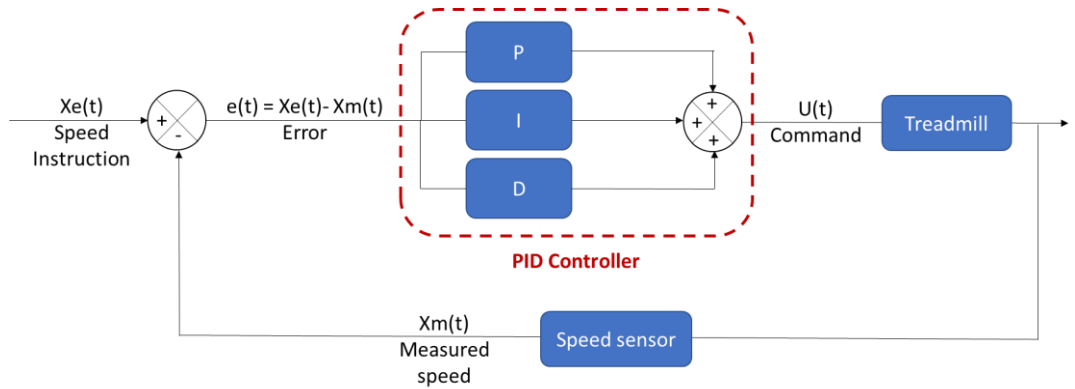 P
Xe(t)
Speed
Instruction
+
-
e(t) = Xe(t)- Xm(t)
Error
I
+
+
+
U(t)
Command
Treadmill
D
PID Controller
Xm(t)
Measured
speed
Speed sensor